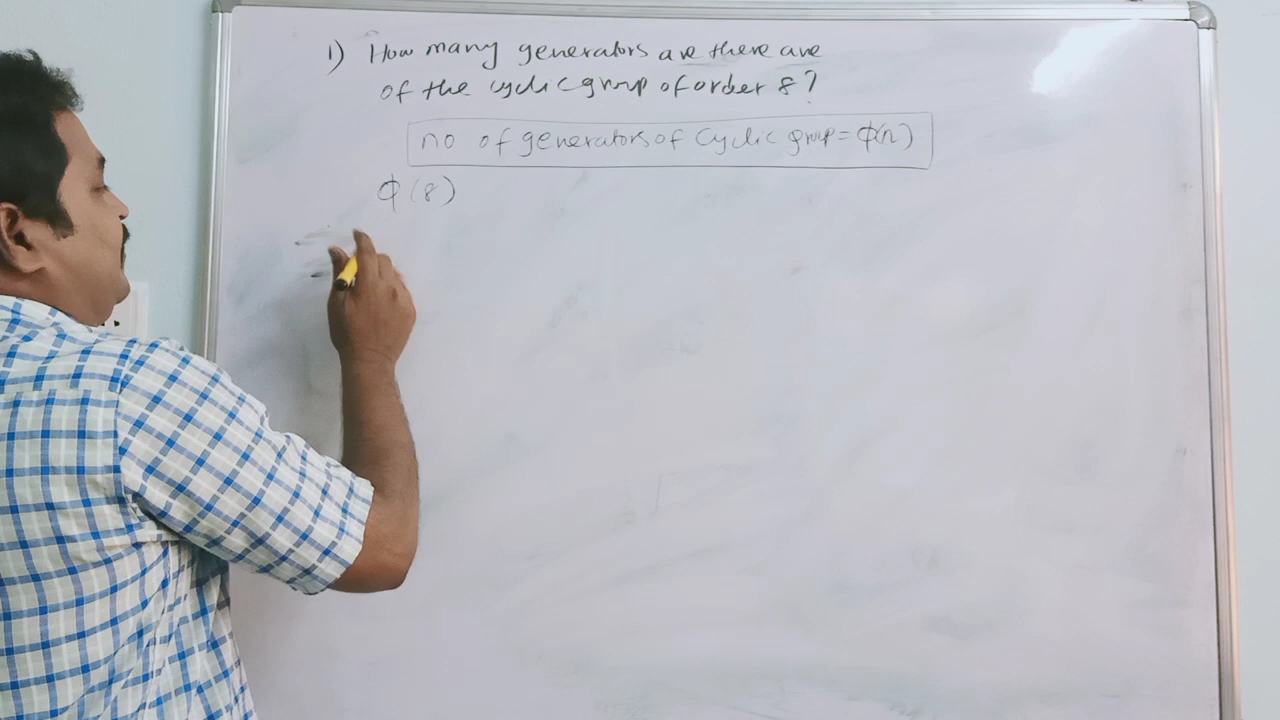 1) How many generators are there are
of the cyclic group of order 8?
no of generators of cyclic group = φ(n)
φ(8)